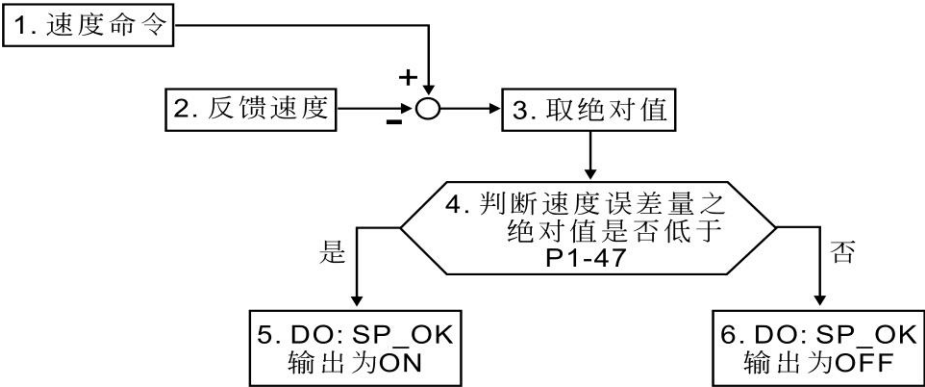 1. 速度命令
+
2. 反馈速度
-
3. 取绝对值
4. 判断速度误差量之
绝对值是否低于
P1-47
是
否
5. DO: SP_OK
输出为ON
6. DO: SP_OK
输出为OFF